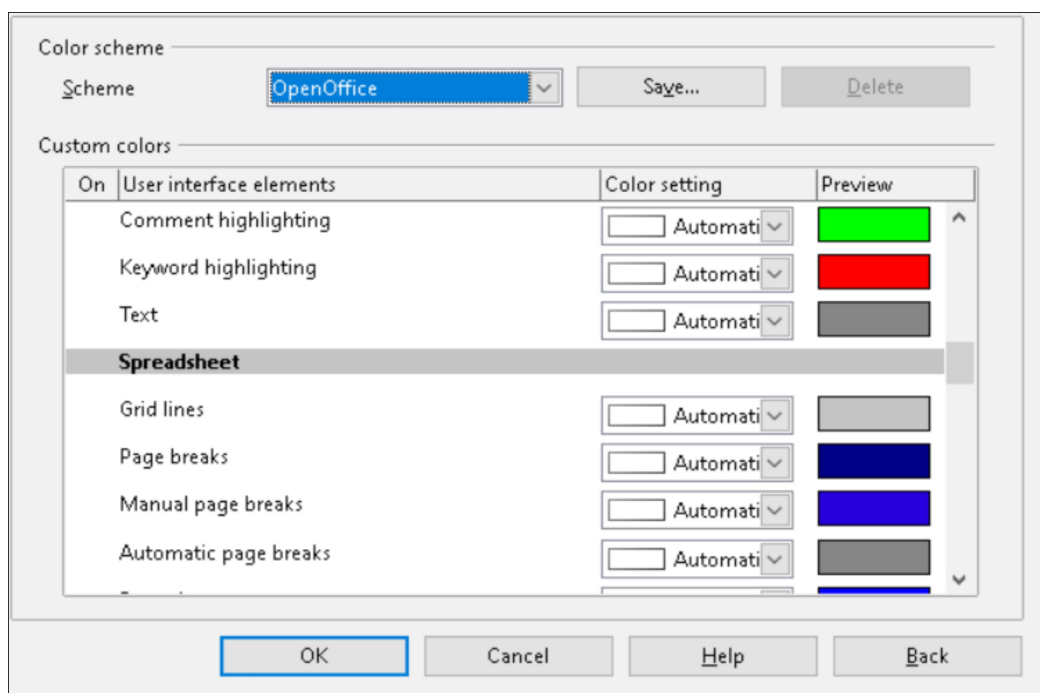 Color scheme
Scheme OpenOffice Save... Delete
Custom colors
On User interface elements Color setting Preview
Comment highlighting Automati
Keyword highlighting Automati
Text Automati
Spreadsheet
Grid lines Automati
Page breaks Automati
Manual page breaks Automati
Automatic page breaks Automati
OK Cancel Help Back